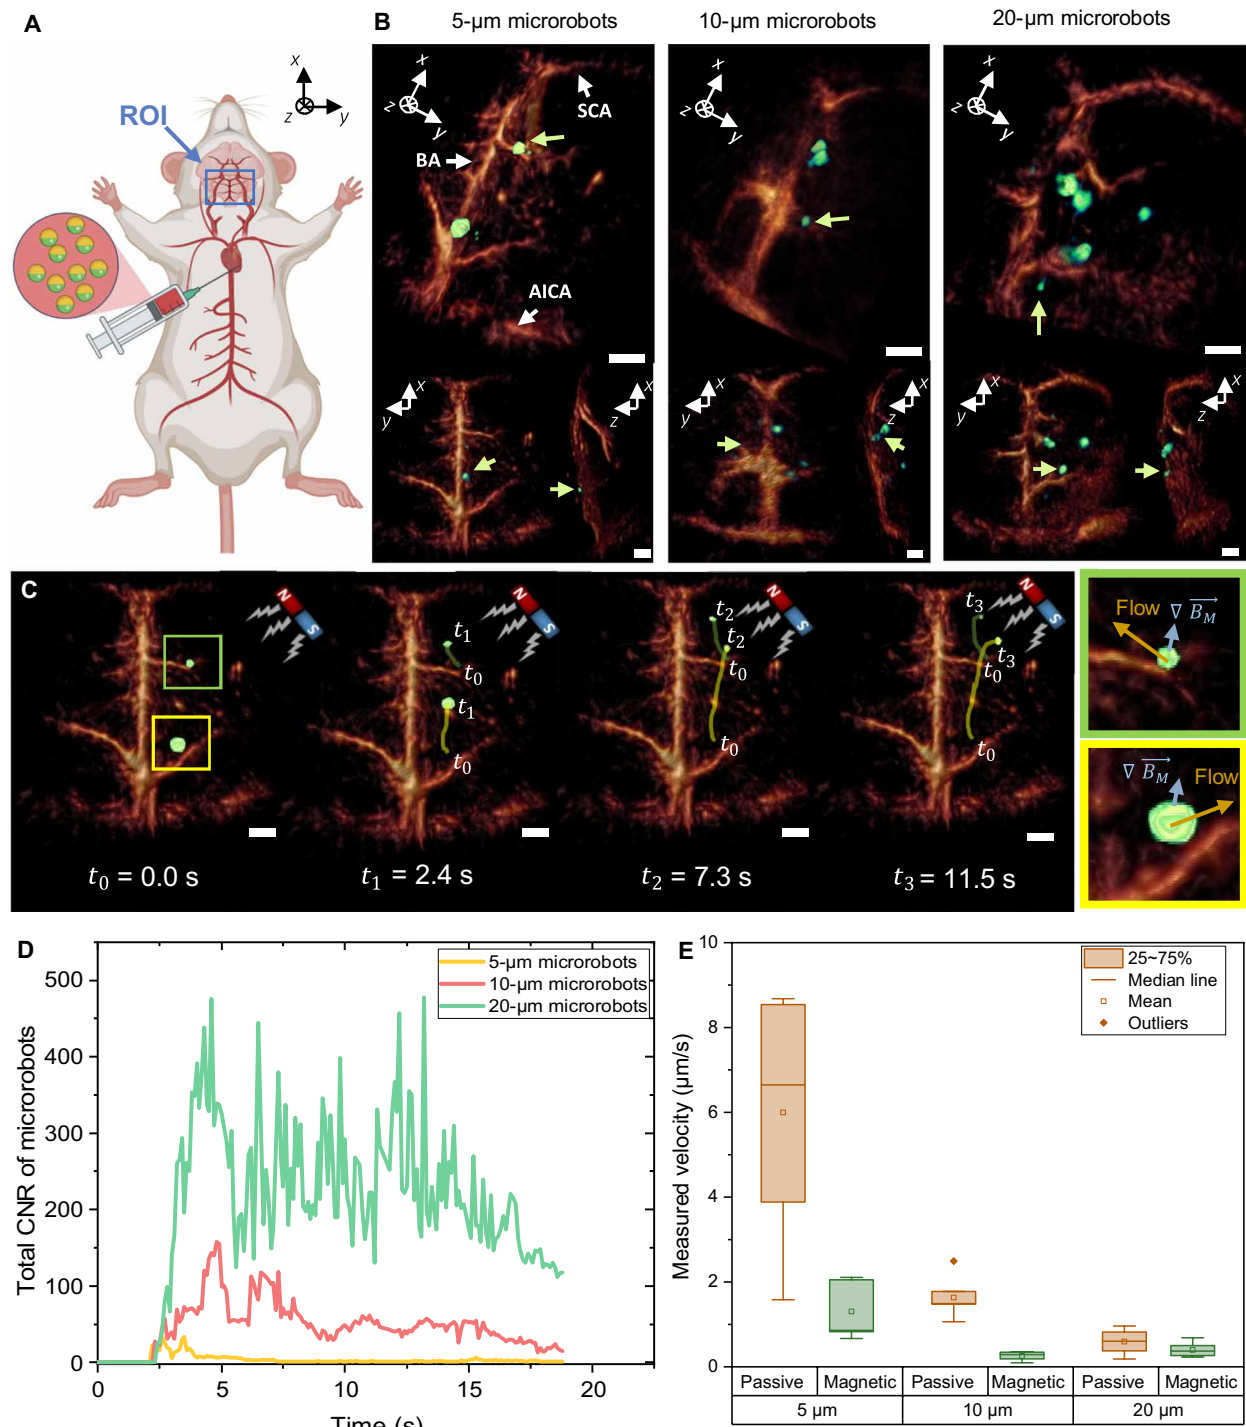 A
x
z
y
ROI
B
5-µm microrobots
10-µm microrobots
20-µm microrobots
x
z
y
SCA
BA
AICA
x
z
y
x
z
y
x
y
x
z
x
y
x
z
x
y
x
z
C
N
S
t₀ = 0.0 s
N
S
t₁
t₀
t₁
t₀
t₁ = 2.4 s
N
S
t₂
t₂
t₀
t₀
t₂ = 7.3 s
N
S
t₃
t₃
t₀
t₀
t₃ = 11.5 s
Flow
∇ B_M
∇ B_M
Flow
D
Total CNR of microrobots
500
400
300
200
100
0
0
5
10
15
20
Time (s)
5-µm microrobots
10-µm microrobots
20-µm microrobots
E
Measured velocity (µm/s)
10
8
6
4
2
0
25~75%
Median line
Mean
Outliers
Passive Magnetic Passive Magnetic Passive Magnetic
5 µm 10 µm 20 µm